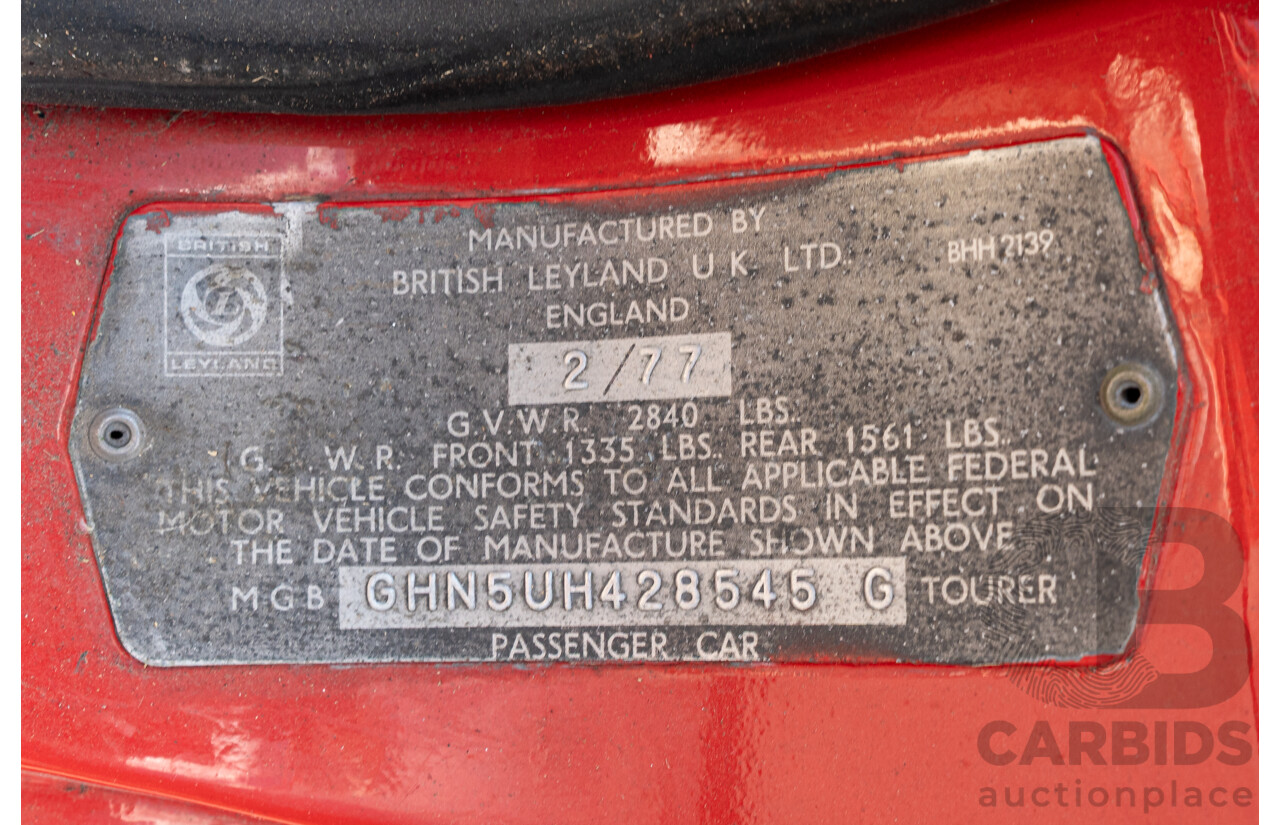 BRITISH
LEYLAND
MANUFACTURED BY
BRITISH LEYLAND U K LTD.
BHH 2139
ENGLAND
2/77
G.V.W.R. 2840 LBS.
G. W.R. FRONT 1335 LBS. REAR 1561 LBS.
THIS VEHICLE CONFORMS TO ALL APPLICABLE FEDERAL
MOTOR VEHICLE SAFETY STANDARDS IN EFFECT ON
THE DATE OF MANUFACTURE SHOWN ABOVE
MGB GHN5UH428545 G TOURER
PASSENGER CAR
CARBIDS
auctionplace